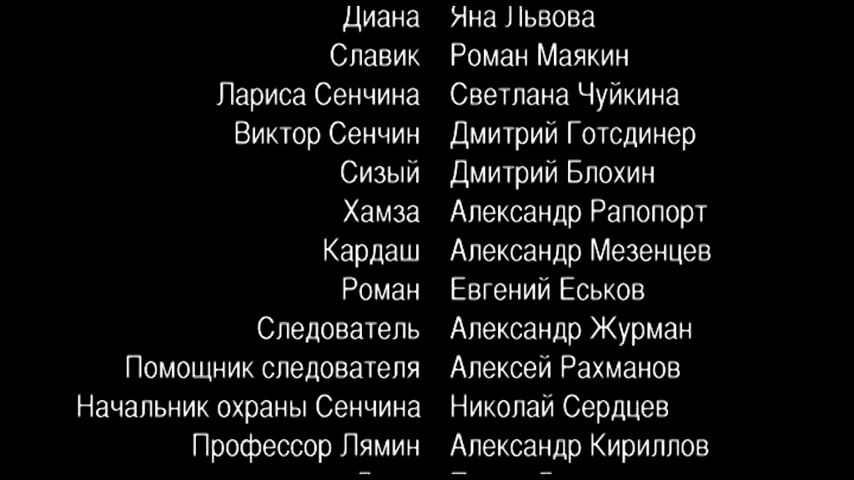 Диана Яна Львова
Славик Роман Маякин
Лариса Сенчина Светлана Чуйкина
Виктор Сенчин Дмитрий Готсдинер
Сизый Дмитрий Блохин
Хамза Александр Рапопорт
Кардаш Александр Мезенцев
Роман Евгений Еськов
Следователь Александр Журман
Помощник следователя Алексей Рахманов
Начальник охраны Сенчина Николай Сердцев
Профессор Лямин Александр Кириллов